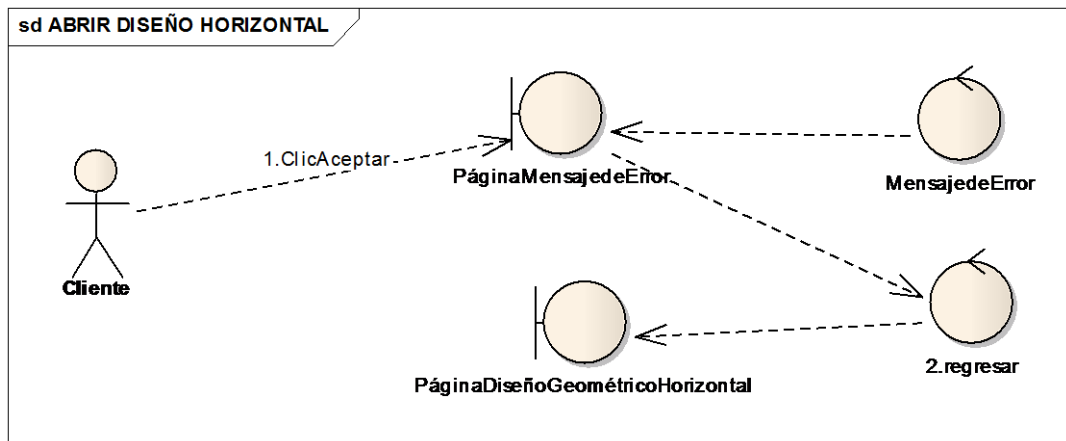 sd ABRIR DISEÑO HORIZONTAL
1.ClicAceptar
PáginaMensajedeError
MensajedeError
Cliente
PáginaDiseñoGeométricoHorizontal
2.regresar